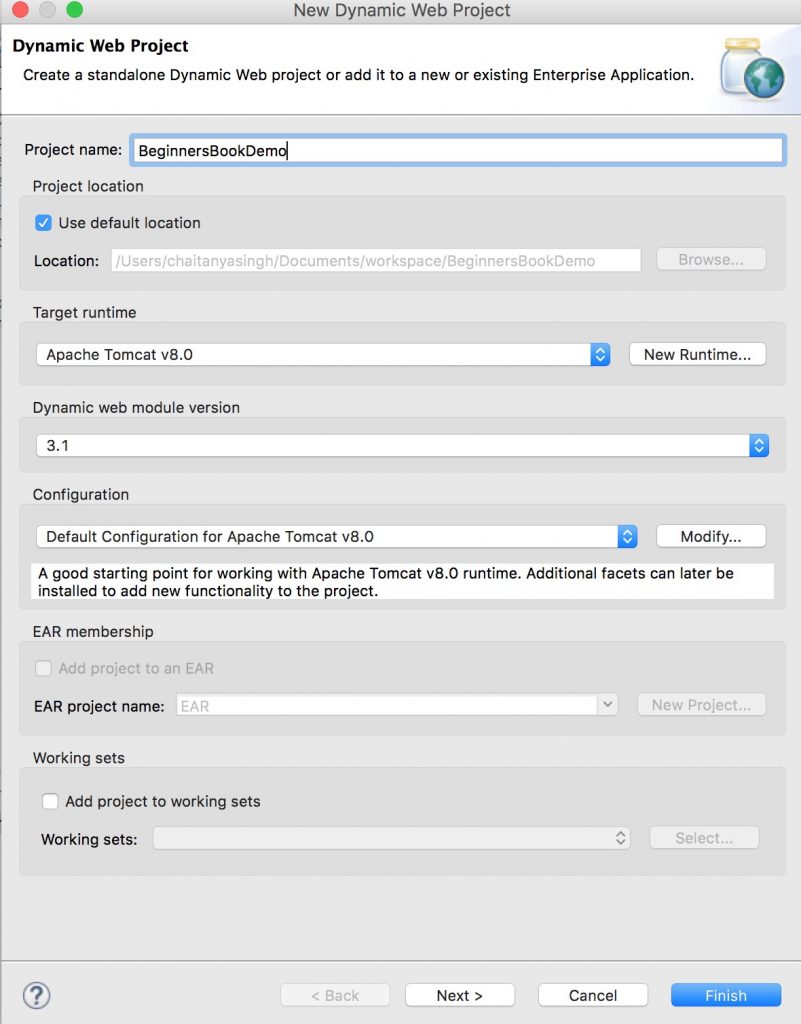 New Dynamic Web Project
Dynamic Web Project
Create a standalone Dynamic Web project or add it to a new or existing Enterprise Application.
Project name: BeginnersBookDemo
Project location
Use default location
Location: /Users/chaitanyasingh/Documents/workspace/BeginnersBookDemo Browse...
Target runtime
Apache Tomcat v8.0 New Runtime...
Dynamic web module version
3.1
Configuration
Default Configuration for Apache Tomcat v8.0 Modify...
A good starting point for working with Apache Tomcat v8.0 runtime. Additional facets can later be
installed to add new functionality to the project.
EAR membership
Add project to an EAR
EAR project name: EAR New Project...
Working sets
Add project to working sets
Working sets: Select...
? < Back Next > Cancel Finish